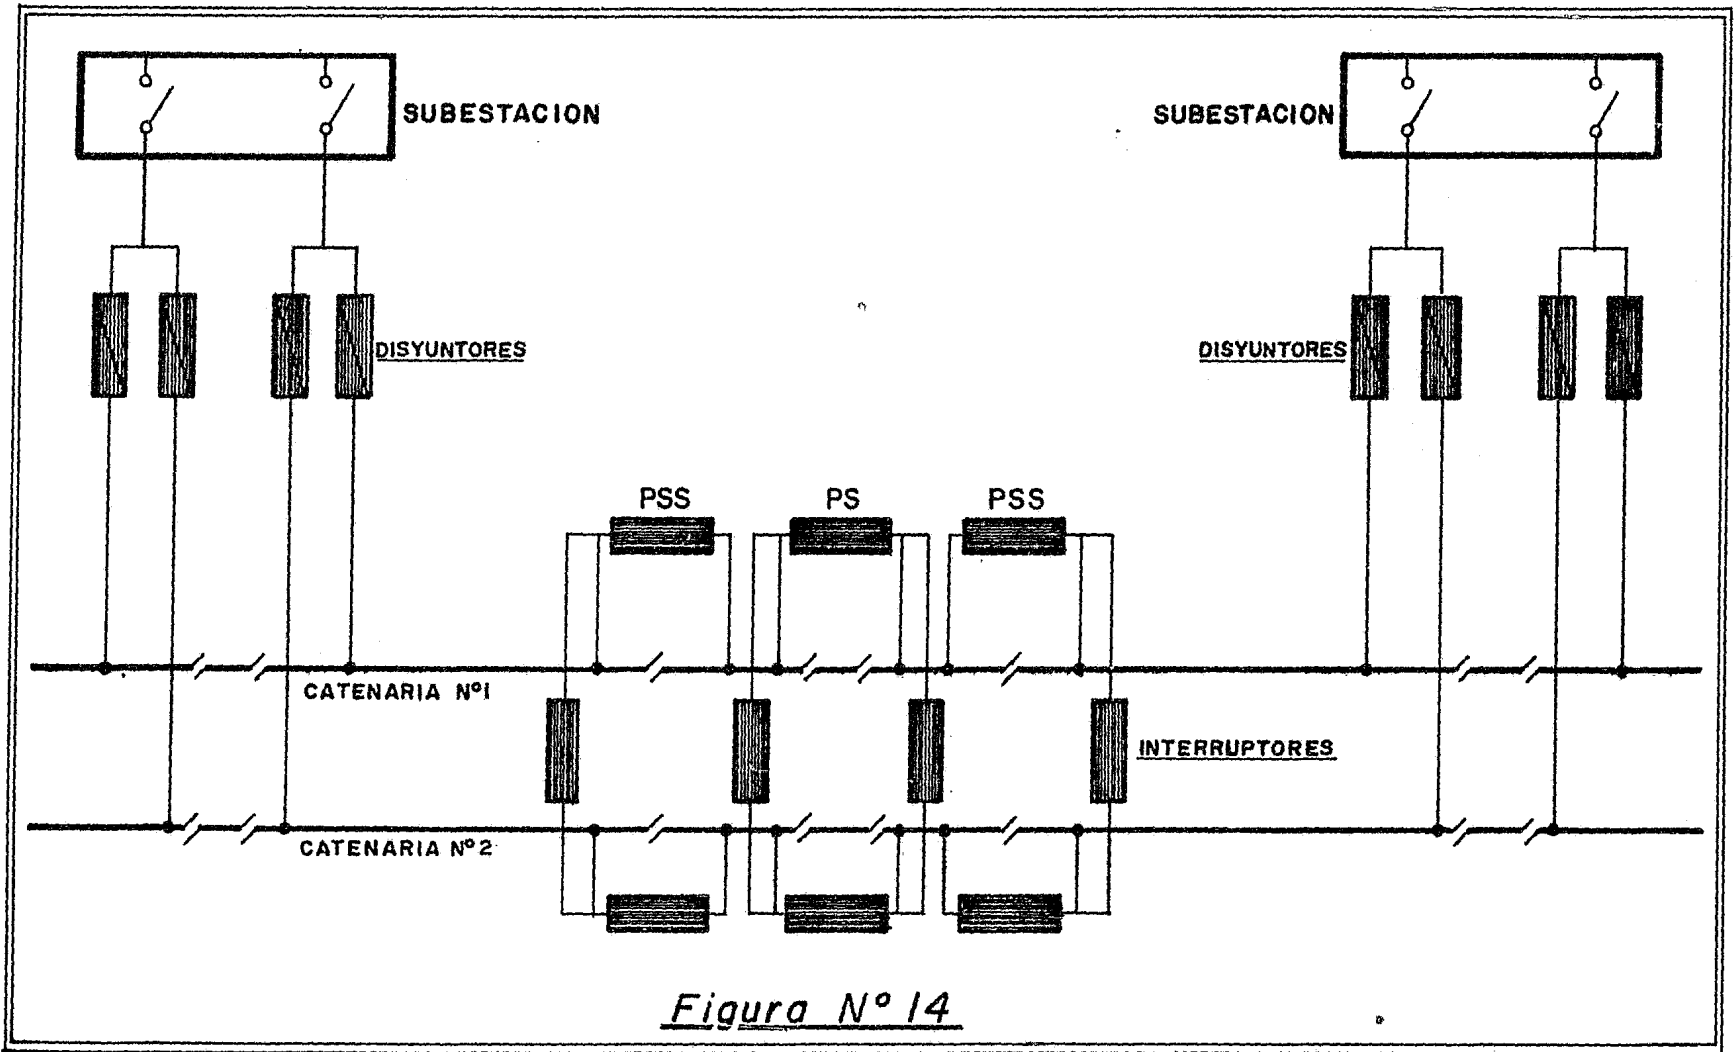 SUBESTACION
SUBESTACION
DISYUNTORES
DISYUNTORES
PSS
PS
PSS
CATENARIA Nº1
INTERRUPTORES
CATENARIA Nº2
Figura Nº 14